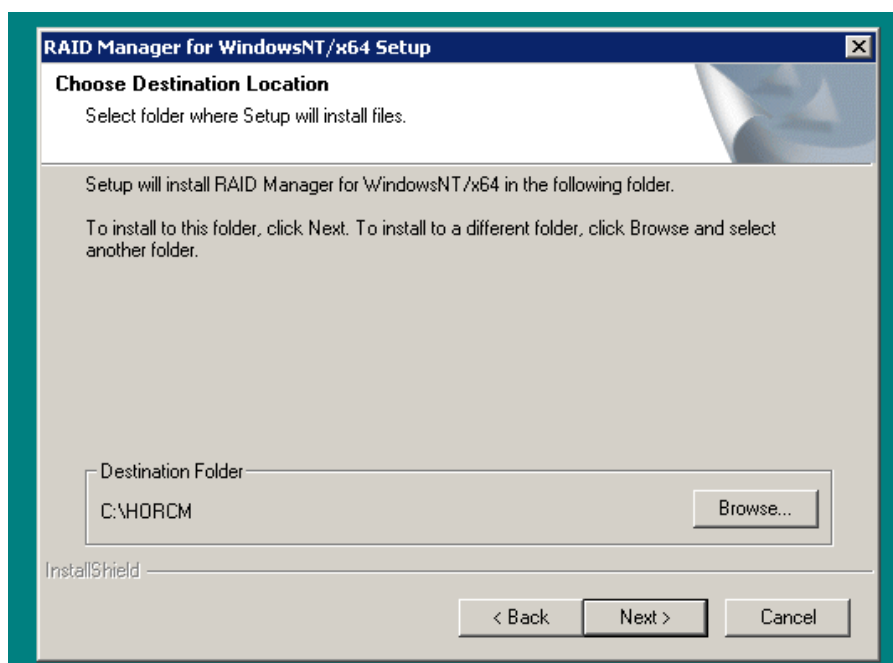 RAID Manager for WindowsNT/x64 Setup
Choose Destination Location
Select folder where Setup will install files.
Setup will install RAID Manager for WindowsNT/x64 in the following folder.
To install to this folder, click Next. To install to a different folder, click Browse and select
another folder.
Destination Folder
C:\HORCM
Browse...
InstallShield
< Back
Next >
Cancel